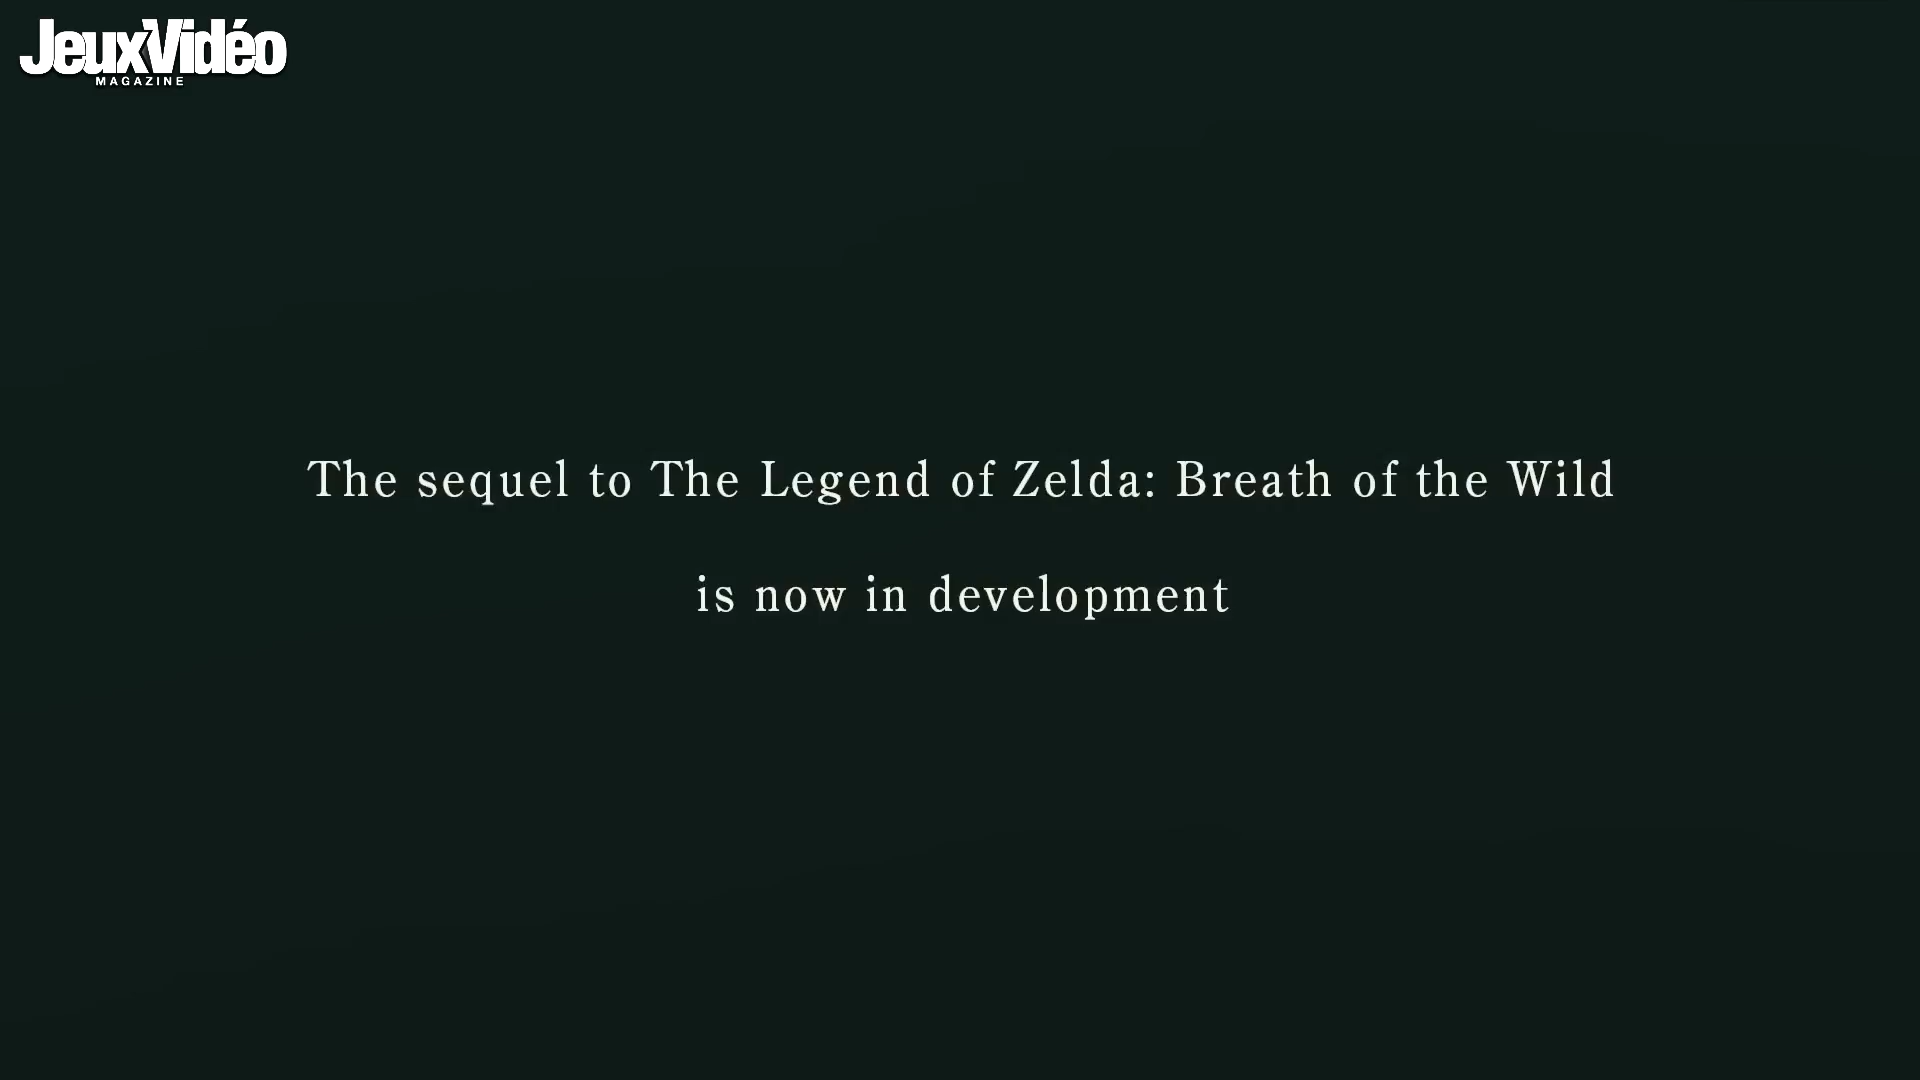 JeuxVidéo
MAGAZINE
The sequel to The Legend of Zelda: Breath of the Wild
is now in development